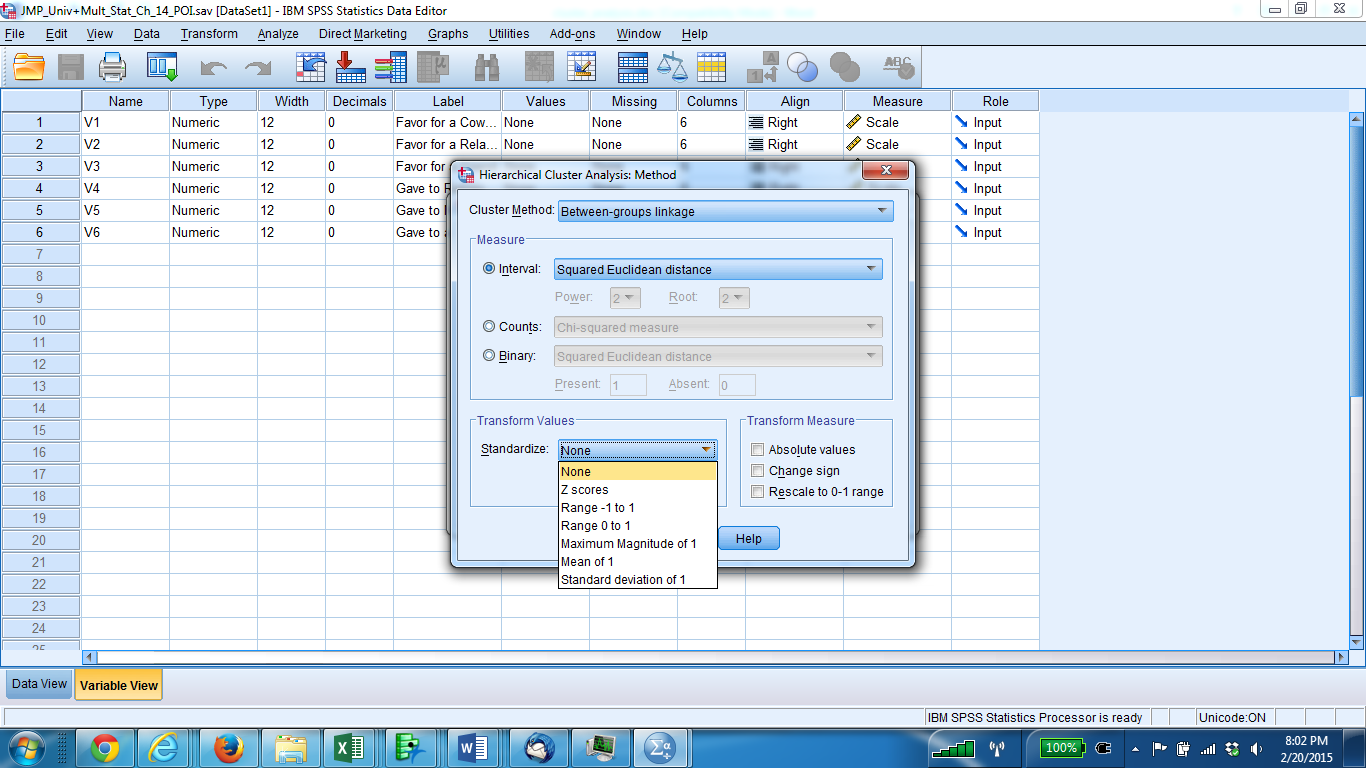 JMP_Univ+Mult_Stat_Ch_14_POI.sav [DataSet1] - IBM SPSS Statistics Data Editor
File Edit View Data Transform Analyze Direct Marketing Graphs Utilities Add-ons Window Help
Name Type Width Decimals Label Values Missing Columns Align Measure Role
1 V1 Numeric 12 0 Favor for a Cow... None None 6 Right Scale Input
2 V2 Numeric 12 0 Favor for a Rela... None None 6 Right Scale Input
3 V3 Numeric 12 0 Favor for Input
4 V4 Numeric 12 0 Gave to Input
5 V5 Numeric 12 0 Gave to Input
6 V6 Numeric 12 0 Gave to Input
7
8
9
10
11
12
13
14
15
16
17
18
19
20
21
22
23
24
25
Hierarchical Cluster Analysis: Method
Cluster Method: Between-groups linkage
Measure
Interval: Squared Euclidean distance
Power: 2 Root: 2
Counts: Chi-squared measure
Binary: Squared Euclidean distance
Present: 1 Absent: 0
Transform Values
Standardize: None
None
Z scores
Range -1 to 1
Range 0 to 1
Maximum Magnitude of 1
Mean of 1
Standard deviation of 1
Transform Measure
Absolute values
Change sign
Rescale to 0-1 range
Help
Data View Variable View
IBM SPSS Statistics Processor is ready Unicode:ON
100% 8:02 PM
2/20/2015